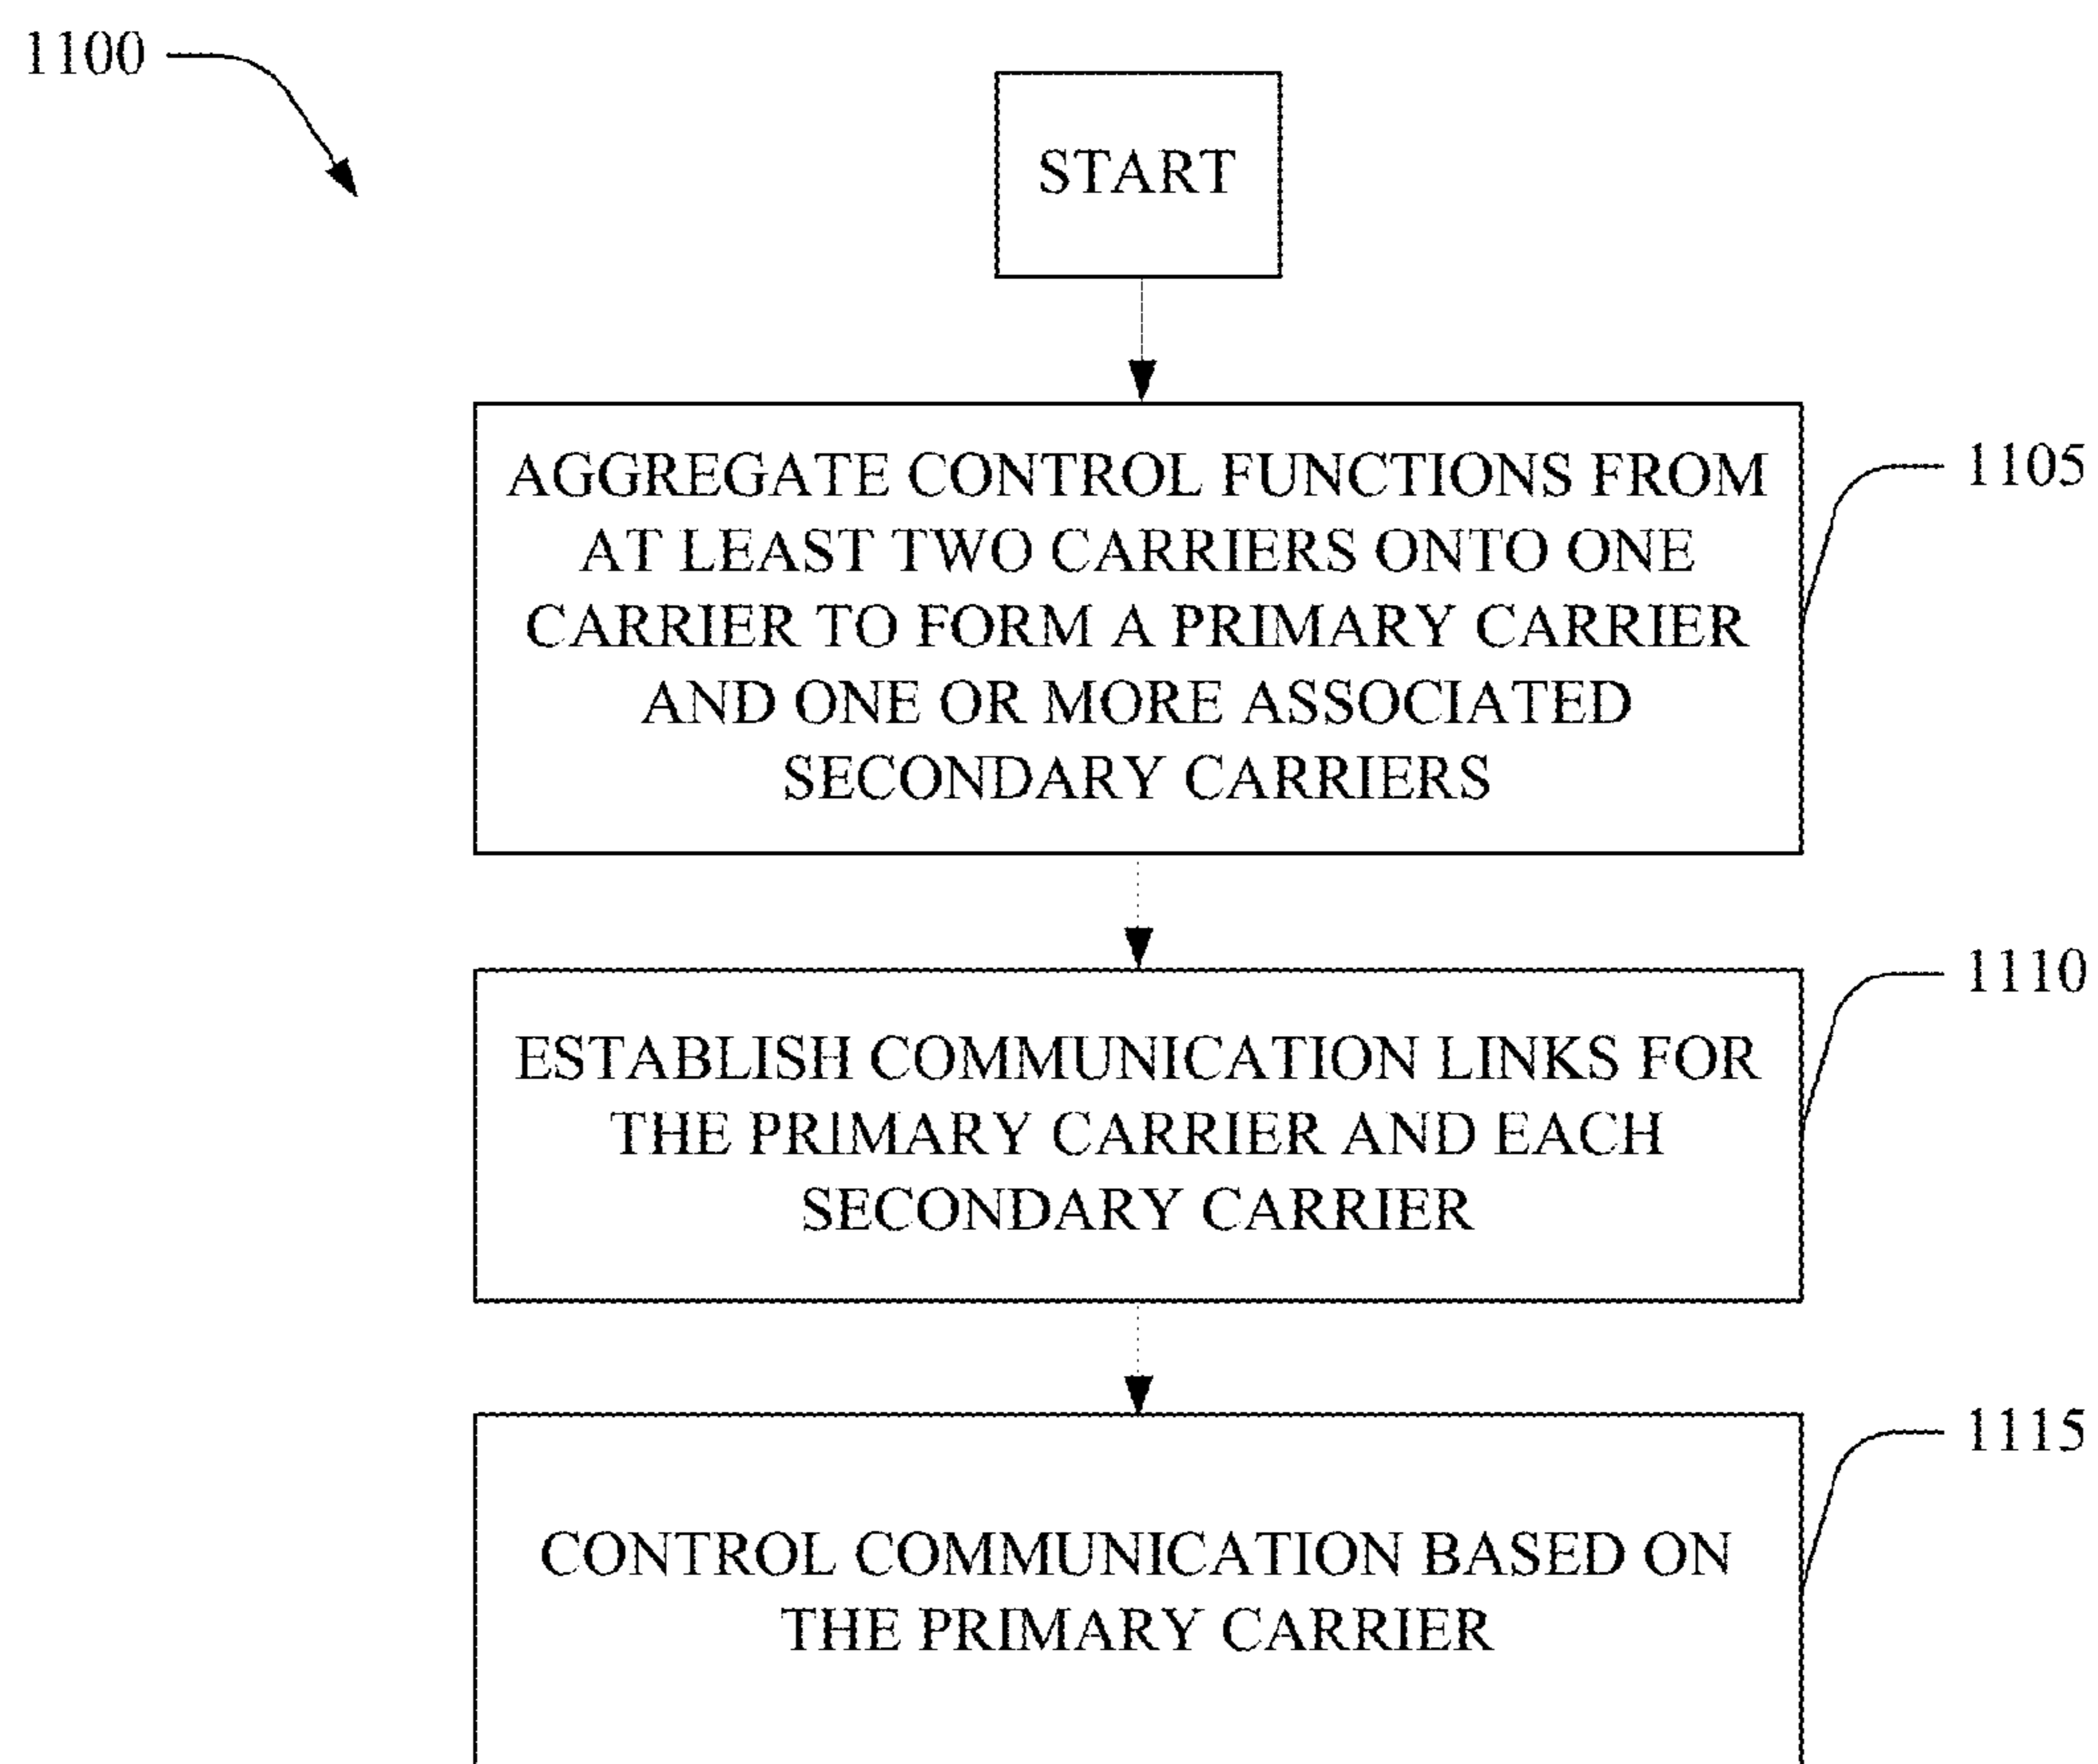 1100
START
AGGREGATE CONTROL FUNCTIONS FROM
AT LEAST TWO CARRIERS ONTO ONE
CARRIER TO FORM A PRIMARY CARRIER
AND ONE OR MORE ASSOCIATED
SECONDARY CARRIERS
1105
ESTABLISH COMMUNICATION LINKS FOR
THE PRIMARY CARRIER AND EACH
SECONDARY CARRIER
1110
CONTROL COMMUNICATION BASED ON
THE PRIMARY CARRIER
1115